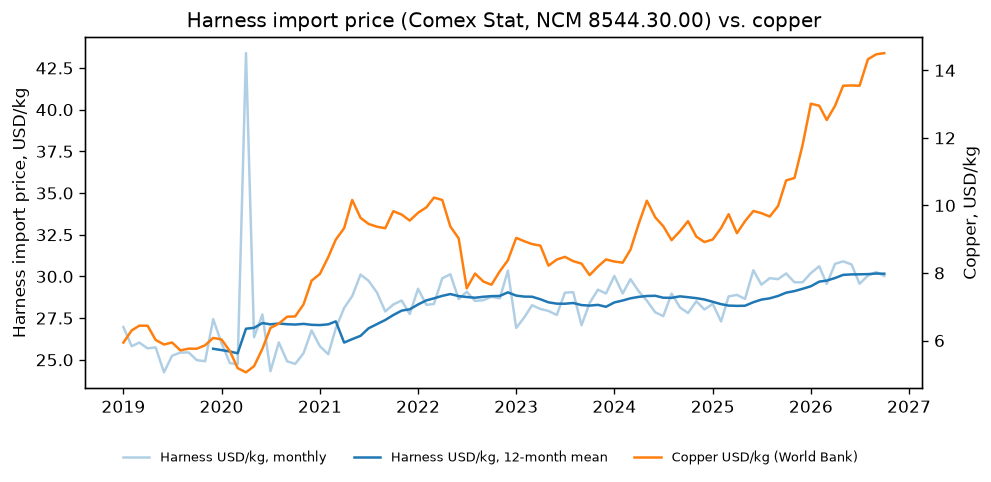 Harness import price (Comex Stat, NCM 8544.30.00) vs. copper
Harness import price, USD/kg
42.5
40.0
37.5
35.0
32.5
30.0
27.5
25.0
14
12
10
8
6
Copper, USD/kg
2019 2020 2021 2022 2023 2024 2025 2026 2027
Harness USD/kg, monthly Harness USD/kg, 12-month mean Copper USD/kg (World Bank)